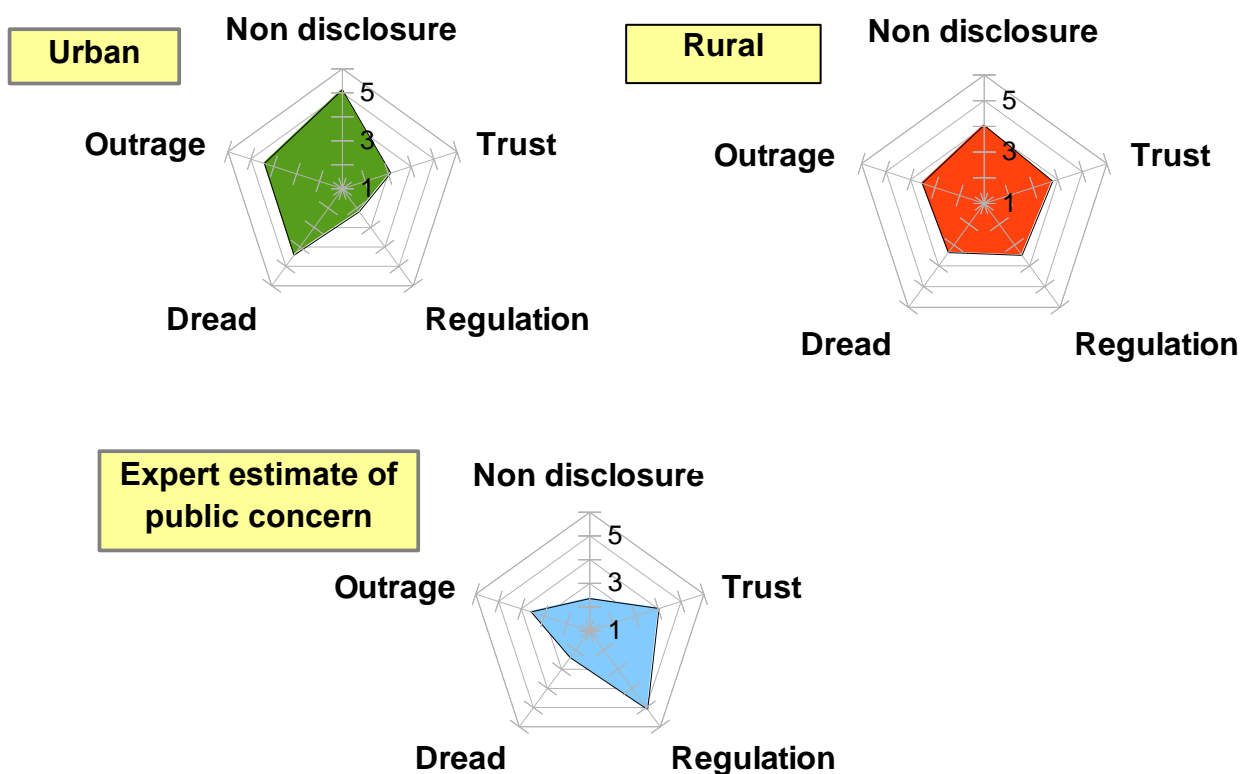 Urban
Non disclosure
5
3
1
Outrage
Trust
Dread
Regulation
Rural
Non disclosure
5
3
1
Outrage
Trust
Dread
Regulation
Expert estimate of
public concern
Non disclosure
5
3
1
Outrage
Trust
Dread
Regulation